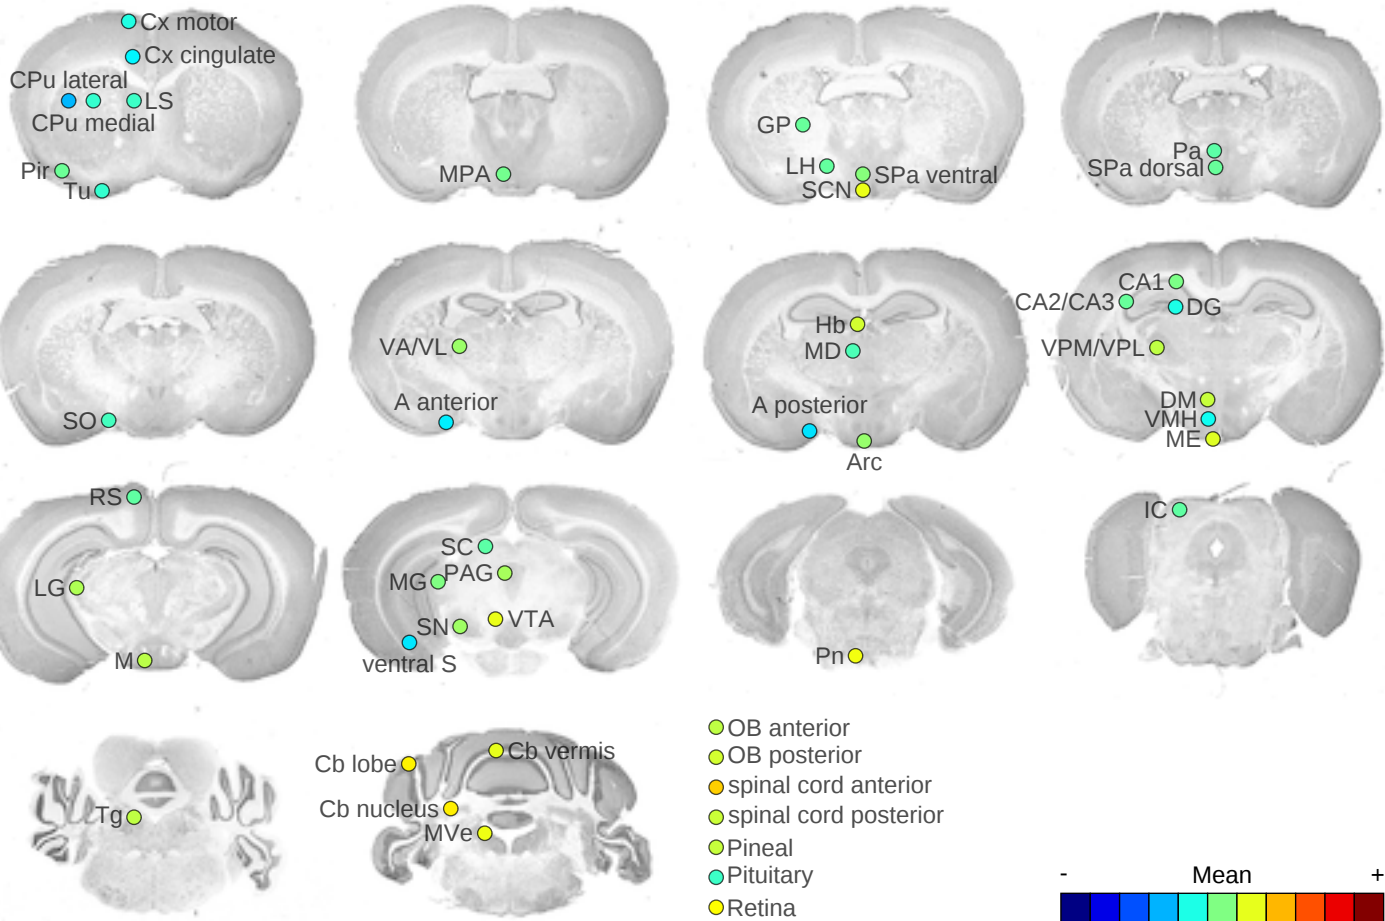 Cx motor
Cx cingulate
CPu lateral
LS
CPu medial
Pir
Tu
MPA
GP
LH
SPa ventral
SCN
Pa
SPa dorsal
SO
VA/VL
A anterior
Hb
MD
A posterior
Arc
CA1
CA2/CA3
DG
VPM/VPL
DM
VMH
ME
RS
LG
M
SC
MG
PAG
SN
VTA
ventral S
Pn
IC
Tg
Cb lobe
Cb vermis
Cb nucleus
MVe
OB anterior
OB posterior
spinal cord anterior
spinal cord posterior
Pineal
Pituitary
Retina
- Mean +